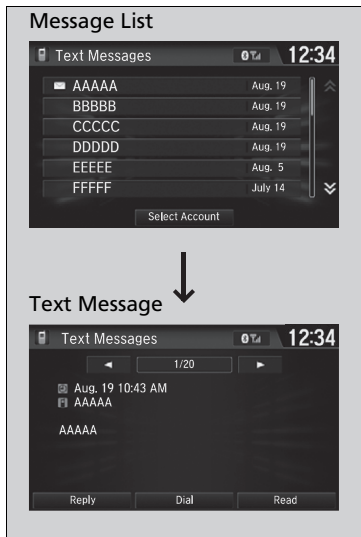 Message List
Text Messages 12:34
AAAAA Aug. 19
BBBBB Aug. 19
CCCCC Aug. 19
DDDDD Aug. 19
EEEEE Aug. 5
FFFFF July 14
Select Account
Text Message
Text Messages 12:34
1/20
Aug. 19 10:43 AM
AAAAA
AAAAA
Reply Dial Read